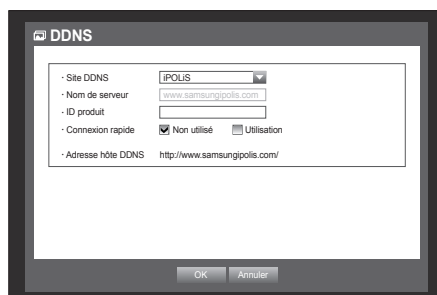 DDNS
· Site DDNS iPOLiS
· Nom de serveur www.samsungipolis.com
· ID produit
· Connexion rapide Non utilisé Utilisation
· Adresse hôte DDNS http://www.samsungipolis.com/
OK Annuler